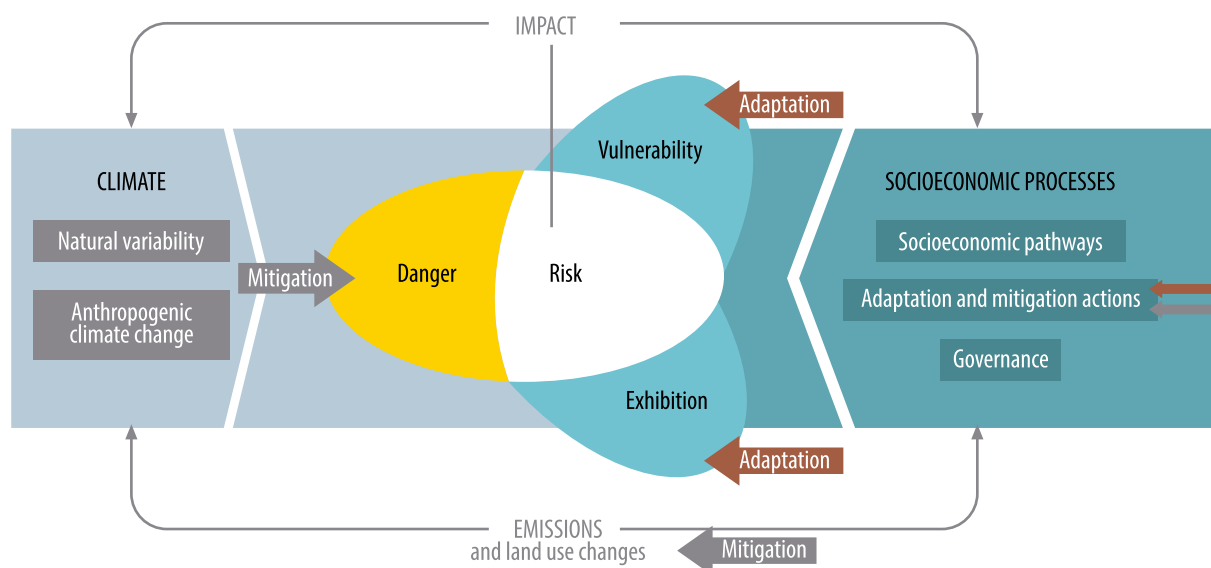 IMPACT
Adaptation
Vulnerability
CLIMATE
SOCIOECONOMIC PROCESSES
Natural variability
Socioeconomic pathways
Mitigation
Danger
Risk
Adaptation and mitigation actions
Anthropogenic
climate change
Governance
Exhibition
Adaptation
EMISSIONS
and land use changes
Mitigation